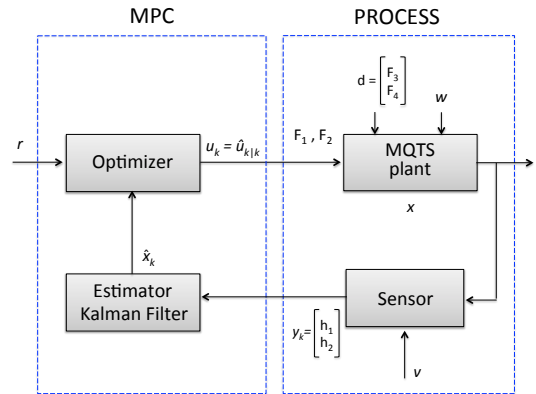 MPC
PROCESS
d = [F₃ F₄]
w
r
Optimizer
uₖ = ûₖ|ₖ
F₁ , F₂
MQTS
plant
x
x̂ₖ
Estimator
Kalman Filter
yₖ= [h₁ h₂]
Sensor
v